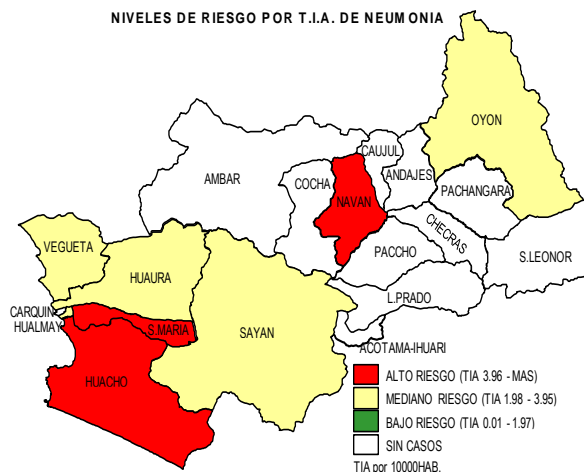 NIVELES DE RIESGO POR T.I.A. DE NEUMONIA
OYON
CAUJUL
ANDAJES
AMBAR
COCHA
NAVAN
PACHANGARA
CHECRAS
VEGUETA
PACCHO
S.LEONOR
HUAURA
L.PRADO
CARQUIN
HUALMAY
S.MARIA
SAYAN
ACOTAMA-IHUARI
HUACHO
ALTO RIESGO (TIA 3.96 - MAS)
MEDIANO RIESGO (TIA 1.98 - 3.95)
BAJO RIESGO (TIA 0.01 - 1.97)
SIN CASOS
TIA por 10000HAB.